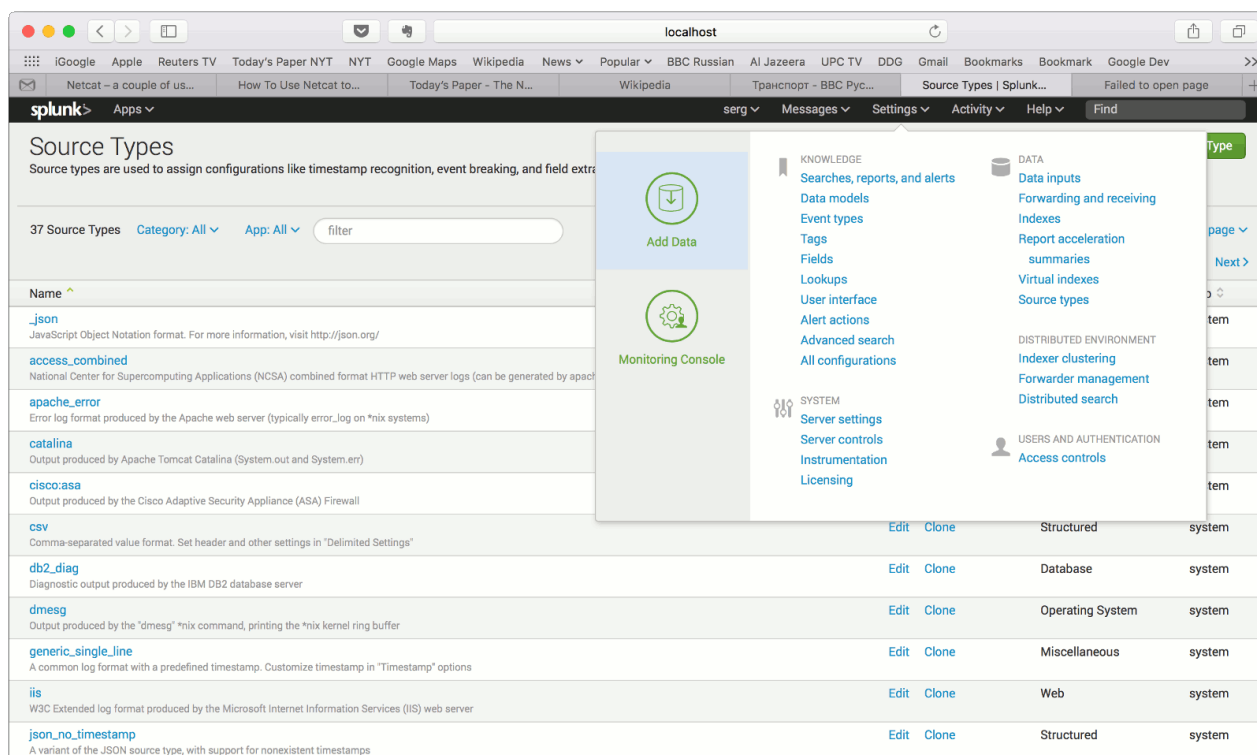 localhost
iGoogle Apple Reuters TV Today's Paper NYT NYT Google Maps Wikipedia News Popular BBC Russian Al Jazeera UPC TV DDG Gmail Bookmarks Bookmark Google Dev
Netcat – a couple of us... How To Use Netcat to... Today's Paper - The N... Wikipedia Транспорт - BBC Рус... Source Types | Splunk... Failed to open page
splunk> Apps serg Messages Settings Activity Help Find
Source Types
Type
Source types are used to assign configurations like timestamp recognition, event breaking, and field extra
37 Source Types Category: All App: All filter
page
Next
Name
_json
tem
JavaScript Object Notation format. For more information, visit http://json.org/
access_combined
tem
National Center for Supercomputing Applications (NCSA) combined format HTTP web server logs (can be generated by apach
apache_error
tem
Error log format produced by the Apache web server (typically error_log on *nix systems)
catalina
tem
Output produced by Apache Tomcat Catalina (System.out and System.err)
cisco:asa
tem
Output produced by the Cisco Adaptive Security Appliance (ASA) Firewall
Add Data
Monitoring Console
KNOWLEDGE
Searches, reports, and alerts
Data models
Event types
Tags
Fields
Lookups
User interface
Alert actions
Advanced search
All configurations
SYSTEM
Server settings
Server controls
Instrumentation
Licensing
DATA
Data inputs
Forwarding and receiving
Indexes
Report acceleration
summaries
Virtual indexes
Source types
DISTRIBUTED ENVIRONMENT
Indexer clustering
Forwarder management
Distributed search
USERS AND AUTHENTICATION
Access controls
csv Edit Clone Structured system
Comma-separated value format. Set header and other settings in "Delimited Settings"
db2_diag Edit Clone Database system
Diagnostic output produced by the IBM DB2 database server
dmesg Edit Clone Operating System system
Output produced by the "dmesg" *nix command, printing the *nix kernel ring buffer
generic_single_line Edit Clone Miscellaneous system
A common log format with a predefined timestamp. Customize timestamp in "Timestamp" options
iis Edit Clone Web system
W3C Extended log format produced by the Microsoft Internet Information Services (IIS) web server
json_no_timestamp Edit Clone Structured system
A variant of the JSON source type, with support for nonexistent timestamps